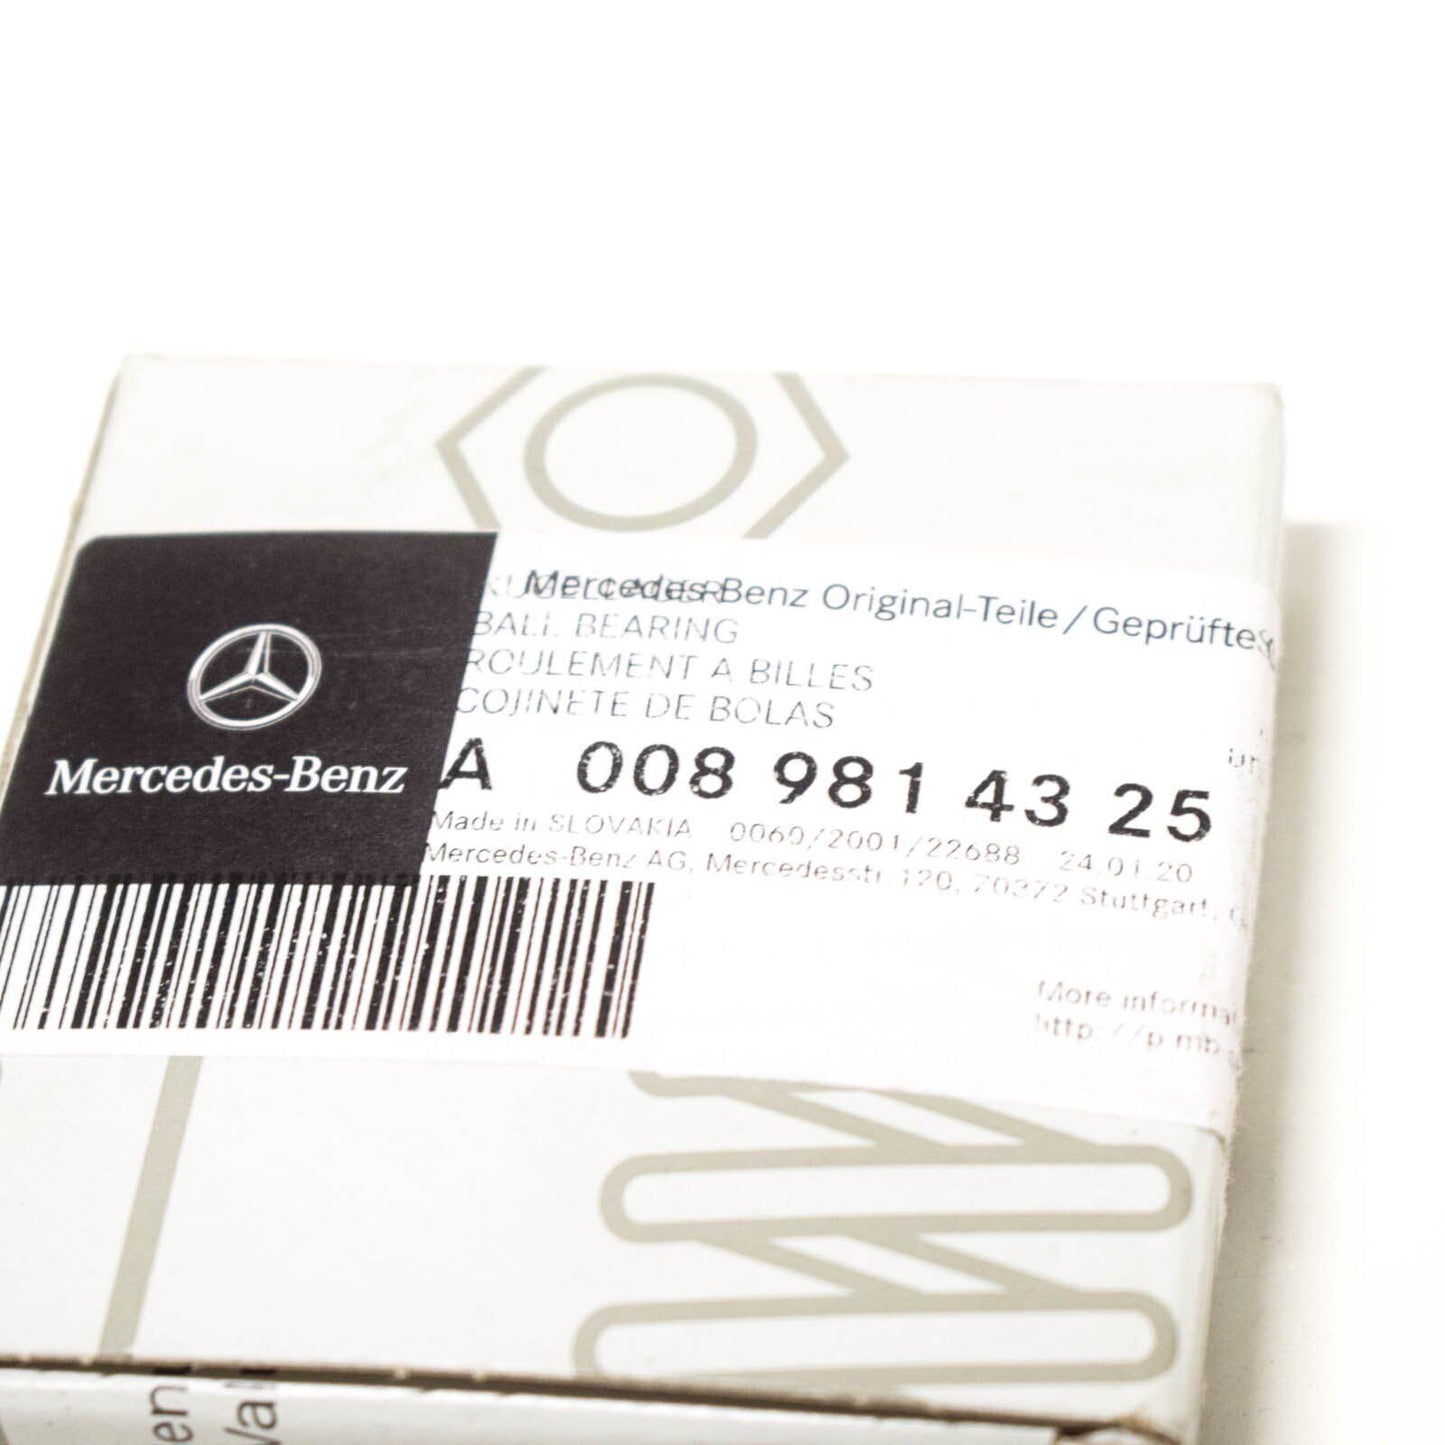 Mercedes-Benz Original-Teile / Geprüfte
KUGELLAGER
BALL BEARING
ROULEMENT A BILLES
COJINETE DE BOLAS
Mercedes-Benz
A 008 981 43 25
Made in SLOVAKIA 0060/2001/22688 24.01.20
Mercedes-Benz AG, Mercedesstr. 120, 70372 Stuttgart,
More
http://p.mb